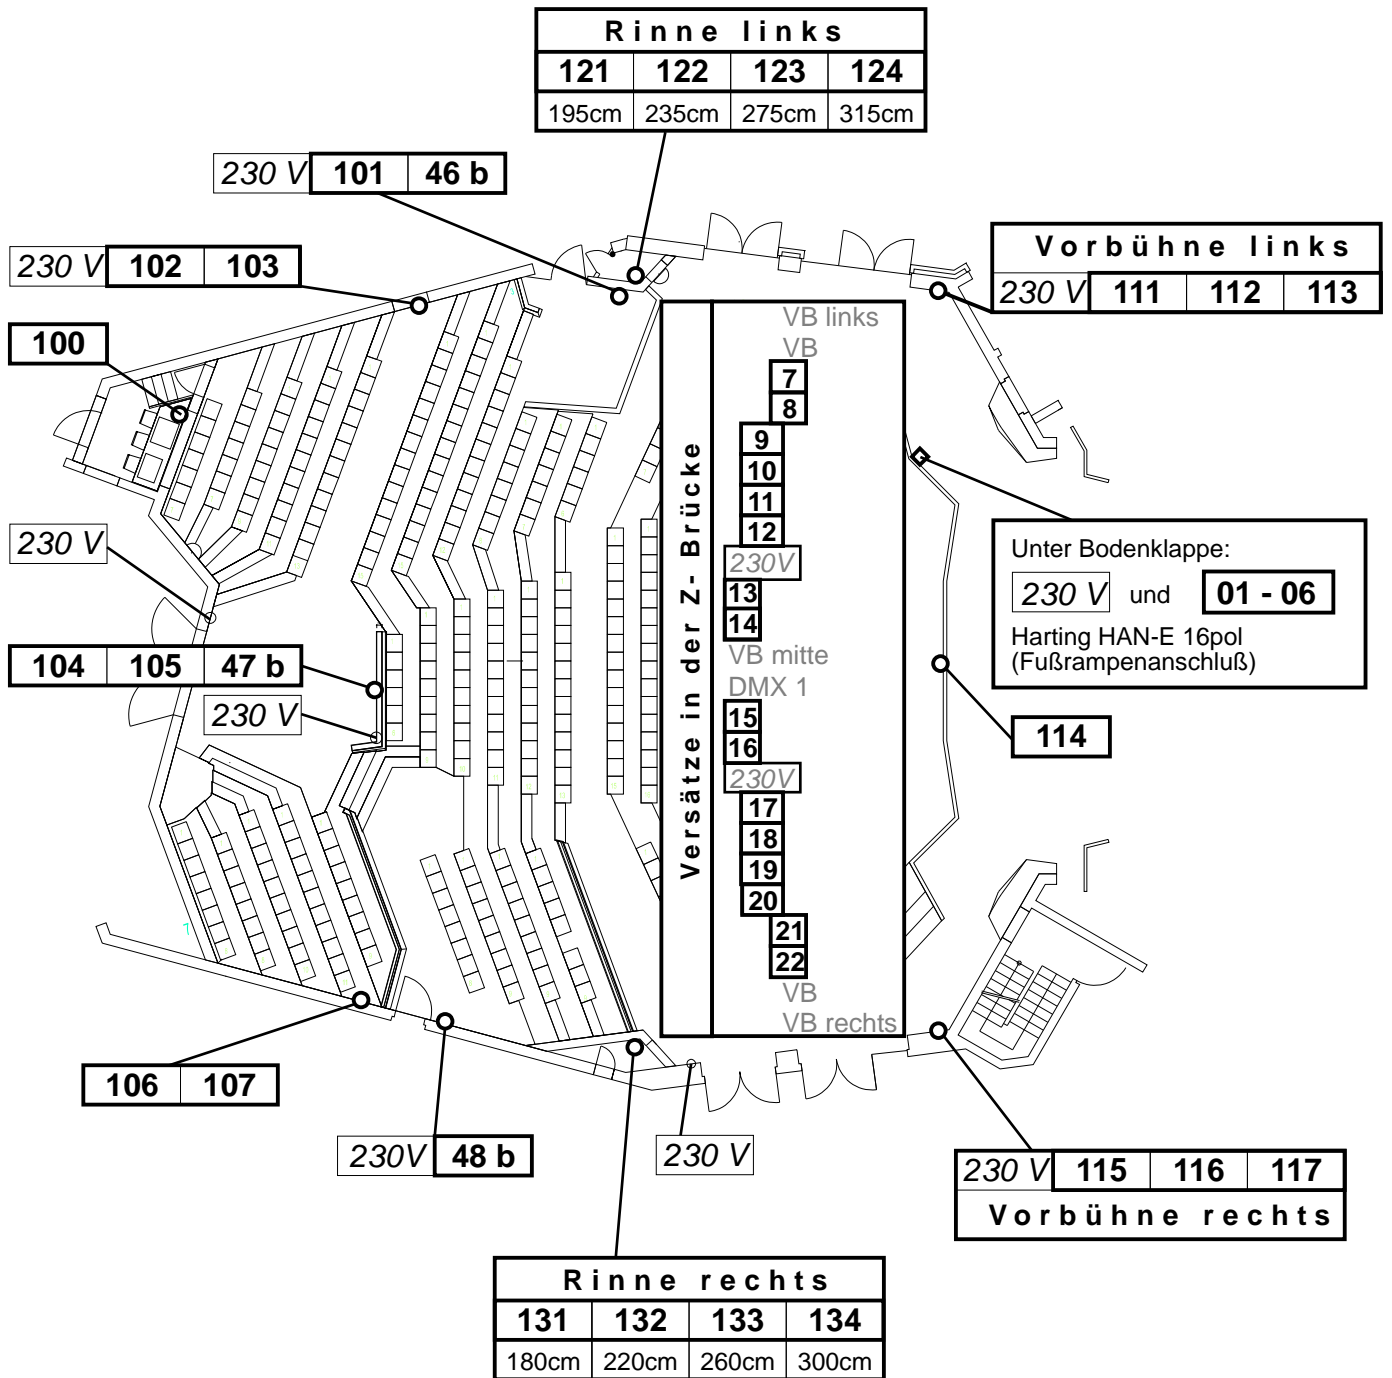 Rinne links
121 122 123 124
195cm 235cm 275cm 315cm
230 V 101 46 b
230 V 102 103
Vorbühne links
230 V 111 112 113
100
Versätze in der Z- Brücke
VB links
VB
7
8
9
10
11
12
230V
13
14
VB mitte
DMX 1
15
16
230V
17
18
19
20
21
22
VB
VB rechts
230 V
Unter Bodenklappe:
230 V und 01 - 06
Harting HAN-E 16pol
(Fußrampenanschluß)
104 105 47 b
230 V
114
106 107
230V 48 b
230 V
230 V 115 116 117
Vorbühne rechts
Rinne rechts
131 132 133 134
180cm 220cm 260cm 300cm